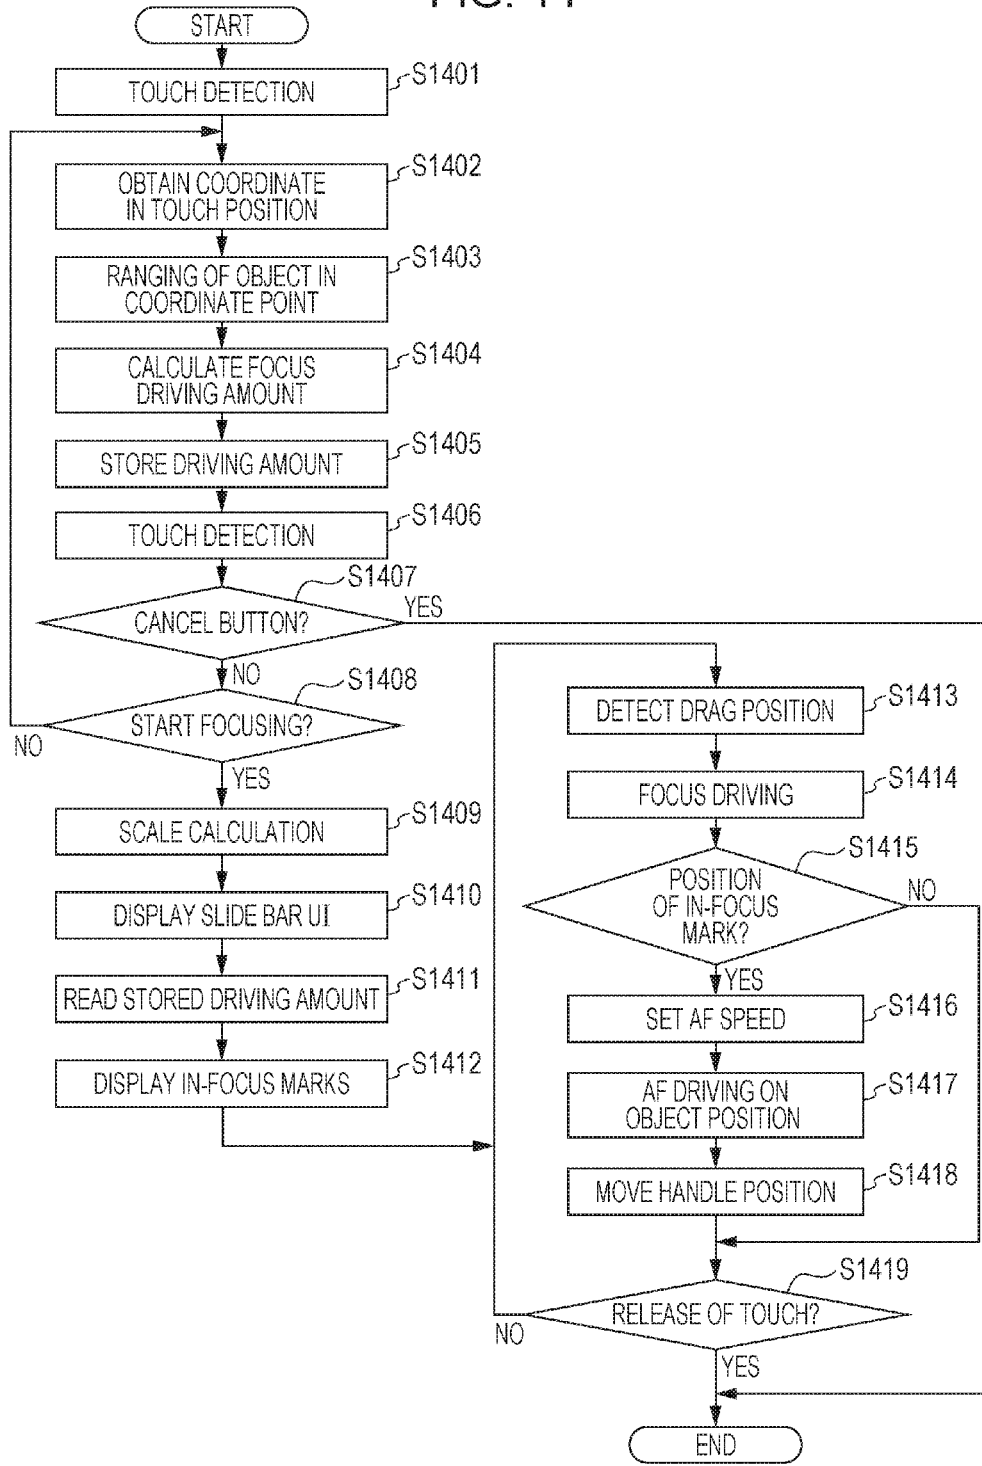 START
S1401
TOUCH DETECTION
S1402
OBTAIN COORDINATE
IN TOUCH POSITION
S1403
RANGING OF OBJECT IN
COORDINATE POINT
S1404
CALCULATE FOCUS
DRIVING AMOUNT
S1405
STORE DRIVING AMOUNT
S1406
TOUCH DETECTION
S1407
CANCEL BUTTON?
YES
NO
S1408
START FOCUSING?
NO
YES
S1409
SCALE CALCULATION
S1410
DISPLAY SLIDE BAR UI
S1411
READ STORED DRIVING AMOUNT
S1412
DISPLAY IN-FOCUS MARKS
S1413
DETECT DRAG POSITION
S1414
FOCUS DRIVING
S1415
POSITION
OF IN-FOCUS
MARK?
NO
YES
S1416
SET AF SPEED
S1417
AF DRIVING ON
OBJECT POSITION
S1418
MOVE HANDLE POSITION
S1419
RELEASE OF TOUCH?
NO
YES
END